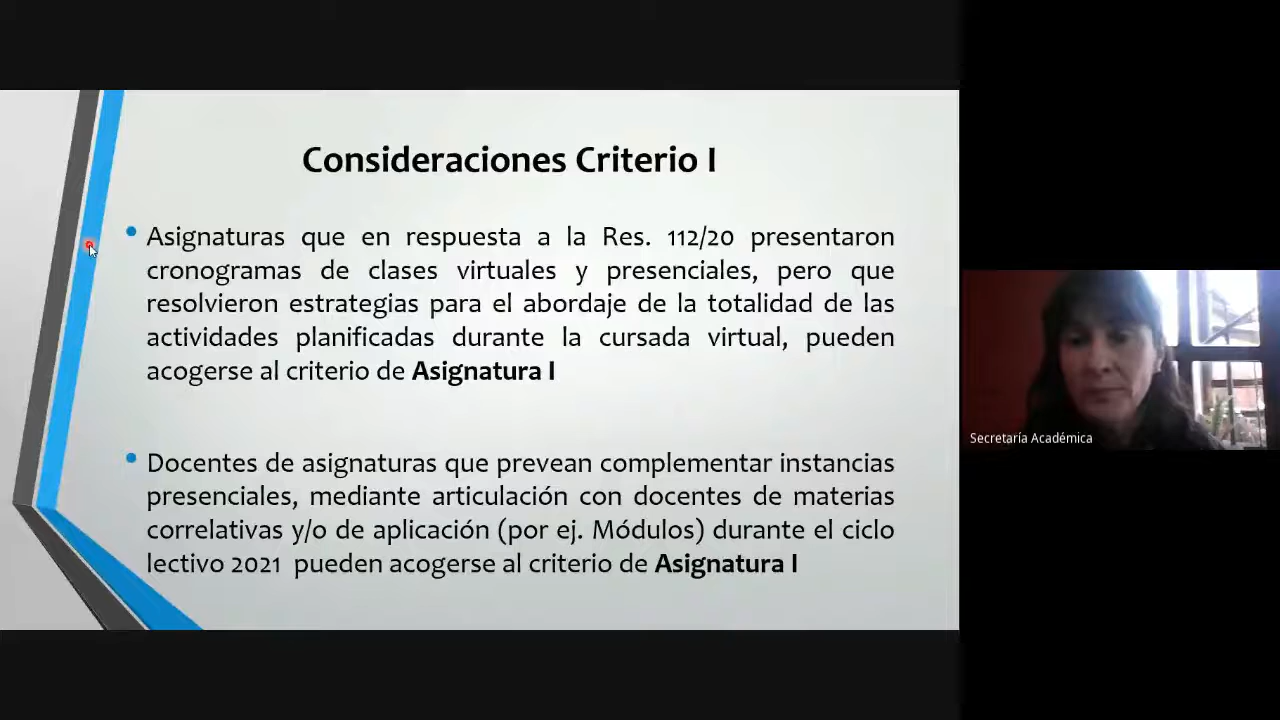 Consideraciones Criterio I
• Asignaturas que en respuesta a la Res. 112/20 presentaron
cronogramas de clases virtuales y presenciales, pero que
resolvieron estrategias para el abordaje de la totalidad de las
actividades planificadas durante la cursada virtual, pueden
acogerse al criterio de Asignatura I
• Docentes de asignaturas que prevean complementar instancias
presenciales, mediante articulación con docentes de materias
correlativas y/o de aplicación (por ej. Módulos) durante el ciclo
lectivo 2021 pueden acogerse al criterio de Asignatura I
Secretaría Académica